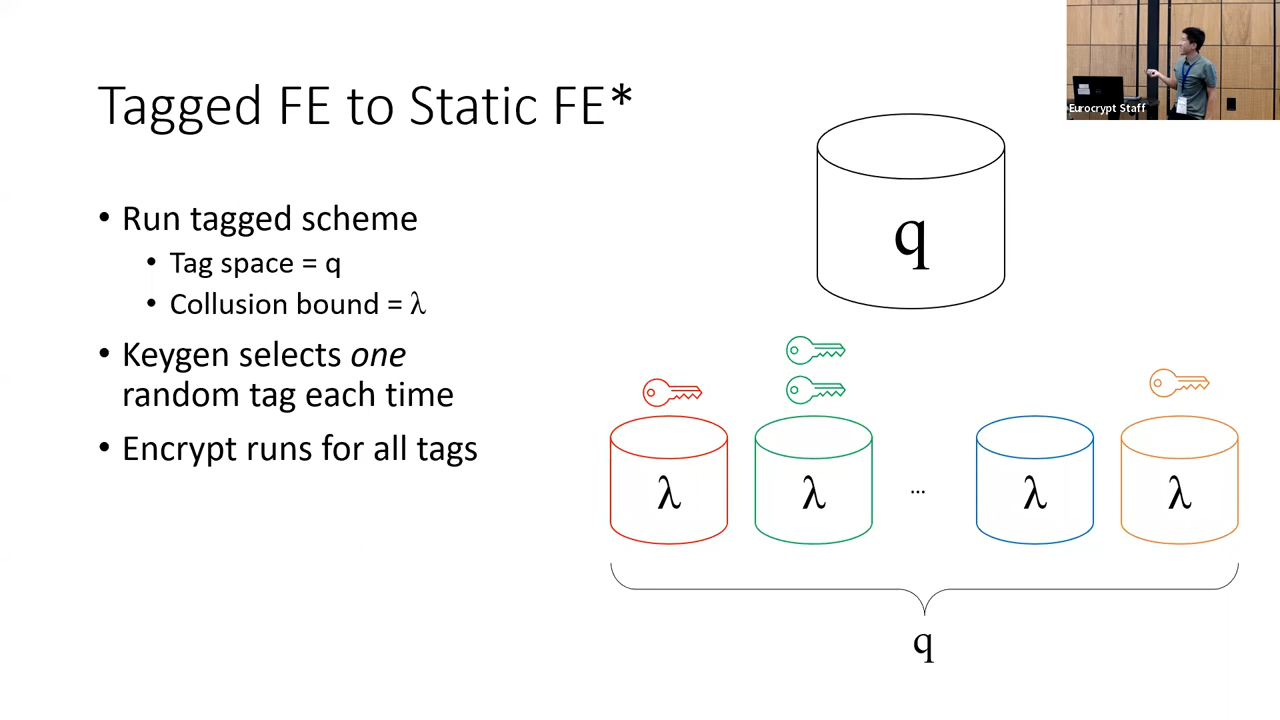 Tagged FE to Static FE*
Eurocrypt Staff
• Run tagged scheme
• Tag space = q
• Collusion bound = λ
• Keygen selects one
random tag each time
• Encrypt runs for all tags
q
λ λ ... λ λ
q